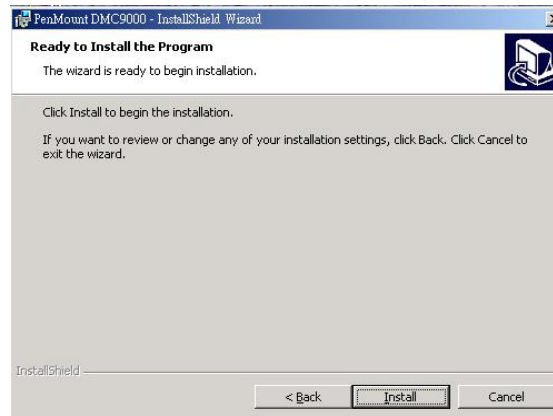 PenMount DMC9000 - InstallShield Wizard
Ready to Install the Program
The wizard is ready to begin installation.
Click Install to begin the installation.
If you want to review or change any of your installation settings, click Back. Click Cancel to
exit the wizard.
InstallShield
< Back Install Cancel